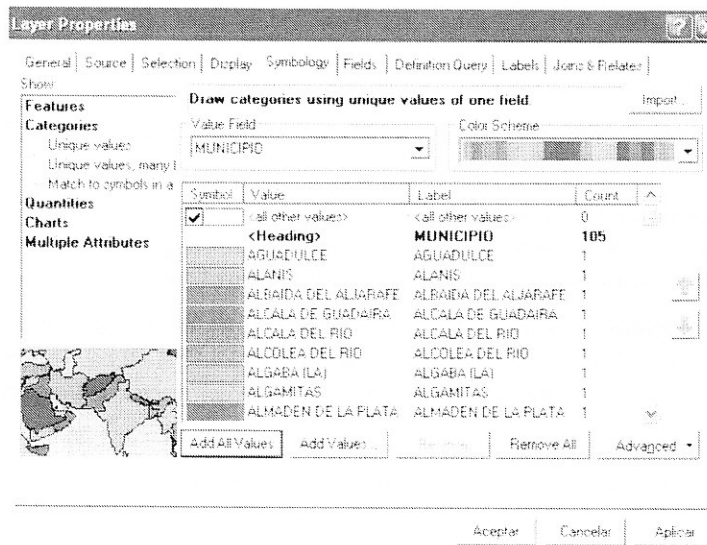 Layer Properties
General Source Selection Display Symbology Fields Definition Query Labels Joins & Relates
Show:
Features
Categories
Unique values
Unique values, many
Match to symbols in a
Quantities
Charts
Multiple Attributes
Draw categories using unique values of one field.
Import...
Value Field
MUNICIPIO
Color Scheme
Symbol Value Label Count
<all other values> <all other values> 0
<Heading> MUNICIPIO 105
AGUADULCE AGUADULCE 1
ALANIS ALANIS 1
ALBAIDA DEL ALJARAFE ALBAIDA DEL ALJARAFE 1
ALCALA DE GUADAIRA ALCALA DE GUADAIRA 1
ALCALA DEL RIO ALCALA DEL RIO 1
ALCOLEA DEL RIO ALCOLEA DEL RIO 1
ALGABA (LA) ALGABA (LA) 1
ALGAMITAS ALGAMITAS 1
ALMADEN DE LA PLATA ALMADEN DE LA PLATA 1
Add All Values Add Values... Remove All Advanced
Aceptar Cancelar Aplicar